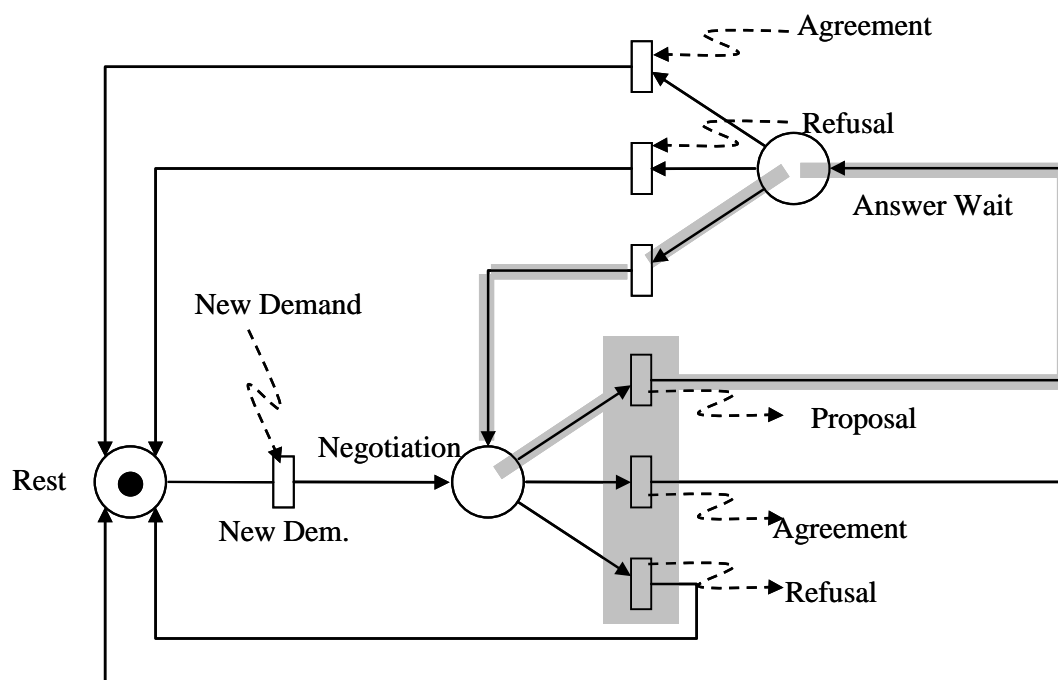 Agreement
Refusal
Answer Wait
New Demand
Proposal
Negotiation
Rest
New Dem.
Agreement
Refusal